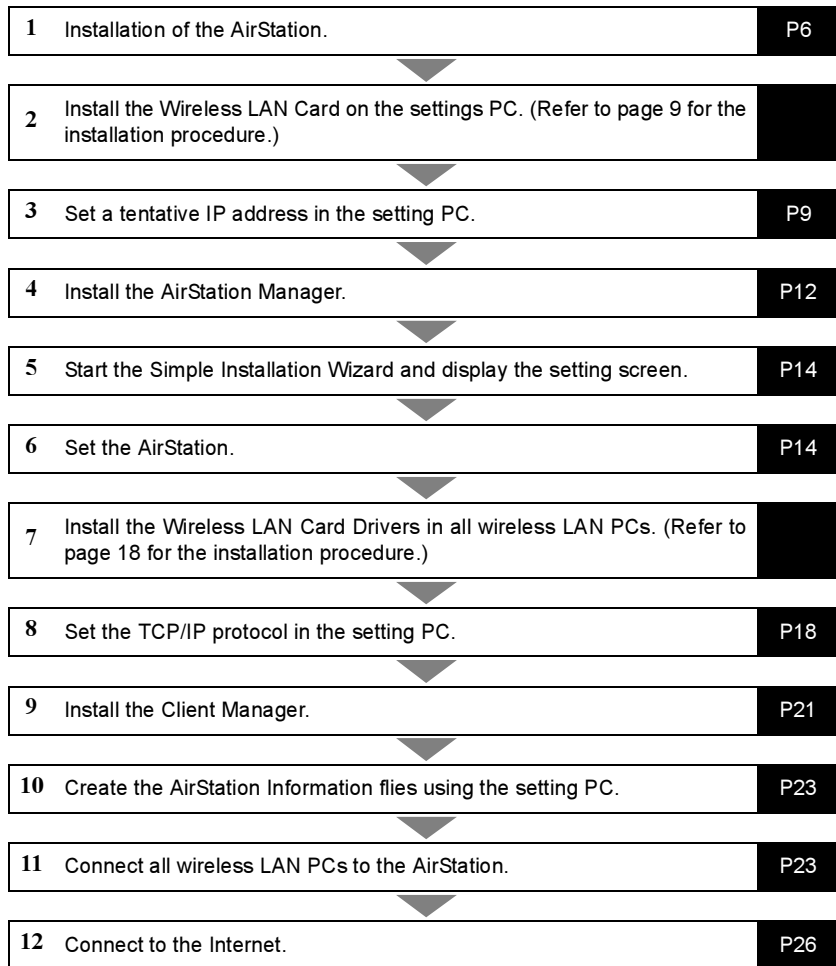 1 Installation of the AirStation. P6
2 Install the Wireless LAN Card on the settings PC. (Refer to page 9 for the
installation procedure.)
3 Set a tentative IP address in the setting PC. P9
4 Install the AirStation Manager. P12
5 Start the Simple Installation Wizard and display the setting screen. P14
6 Set the AirStation. P14
7 Install the Wireless LAN Card Drivers in all wireless LAN PCs. (Refer to
page 18 for the installation procedure.)
8 Set the TCP/IP protocol in the setting PC. P18
9 Install the Client Manager. P21
10 Create the AirStation Information flies using the setting PC. P23
11 Connect all wireless LAN PCs to the AirStation. P23
12 Connect to the Internet. P26